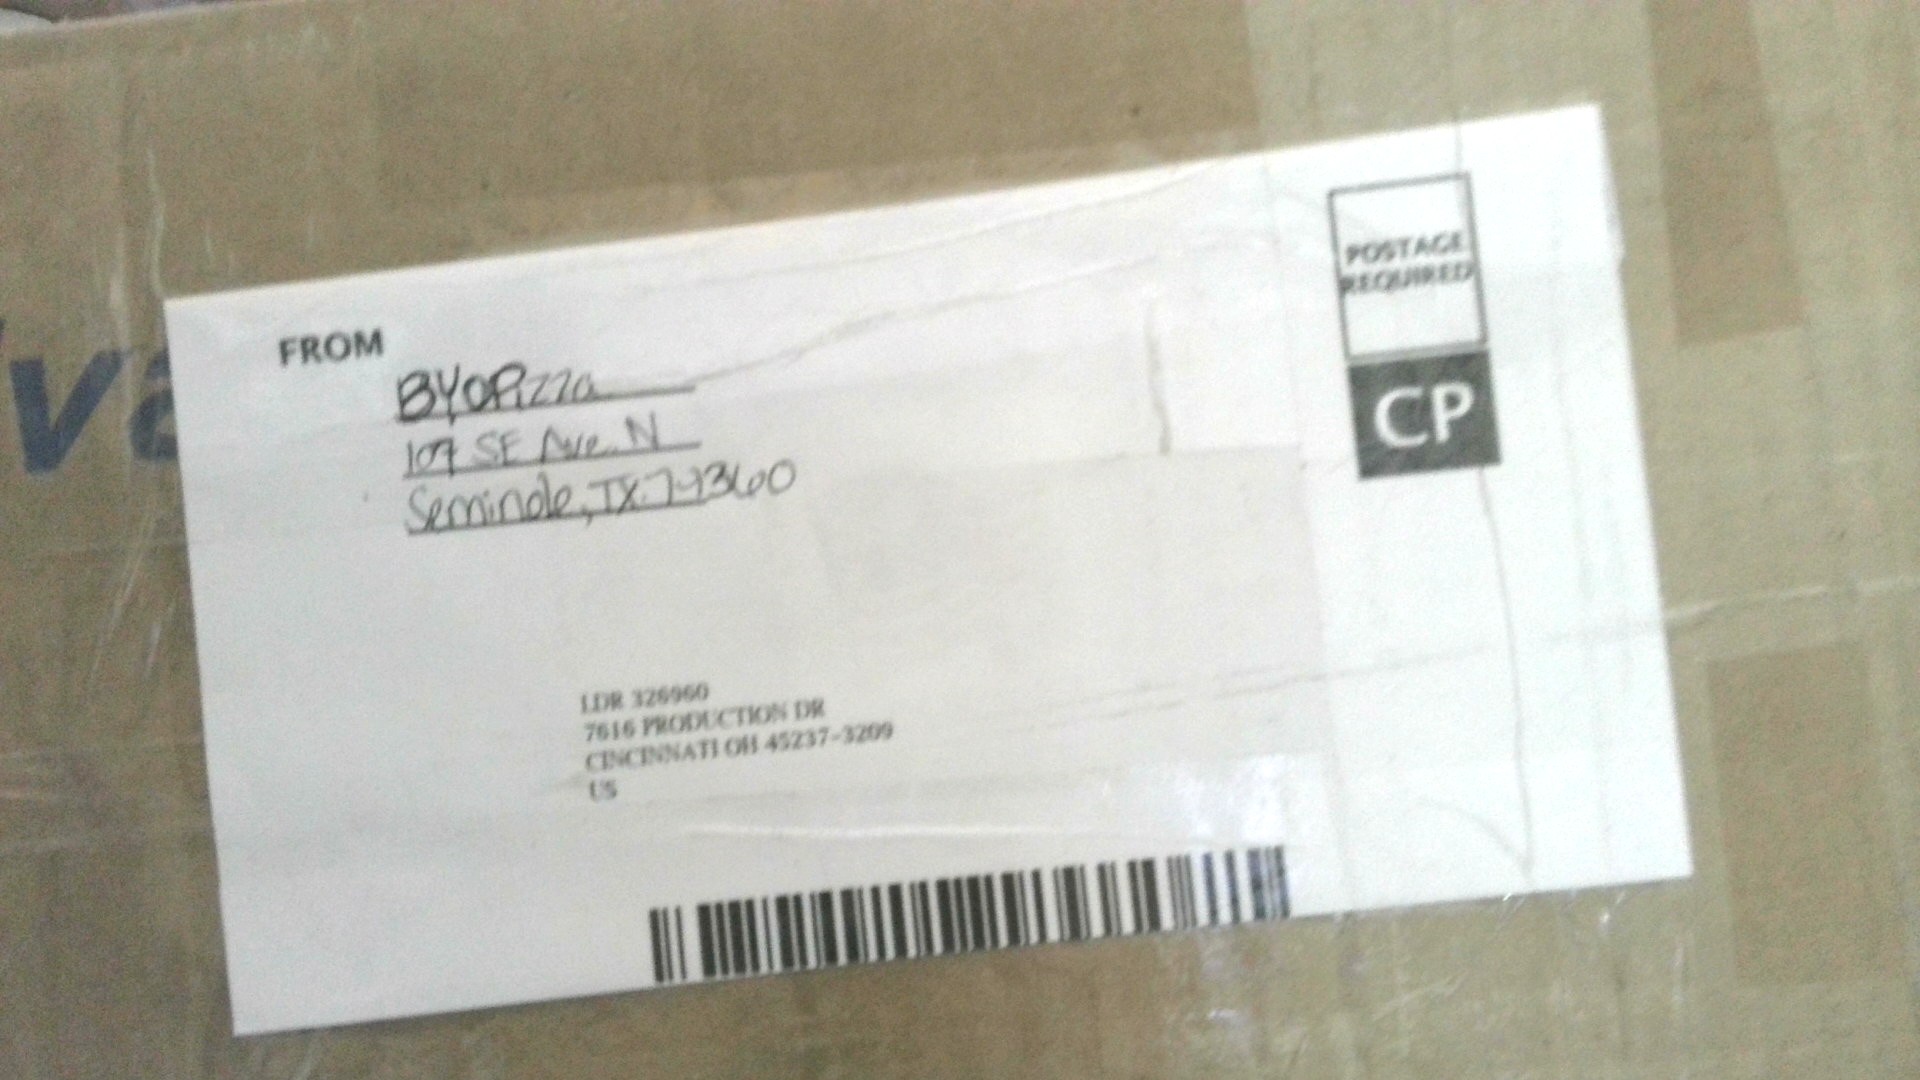 FROM
BYOPizza
107 SE Ave. N
Seminole, TX. 79360
POSTAGE
REQUIRED
CP
LDR 326960
7616 PRODUCTION DR
CINCINNATI OH 45237-3209
US